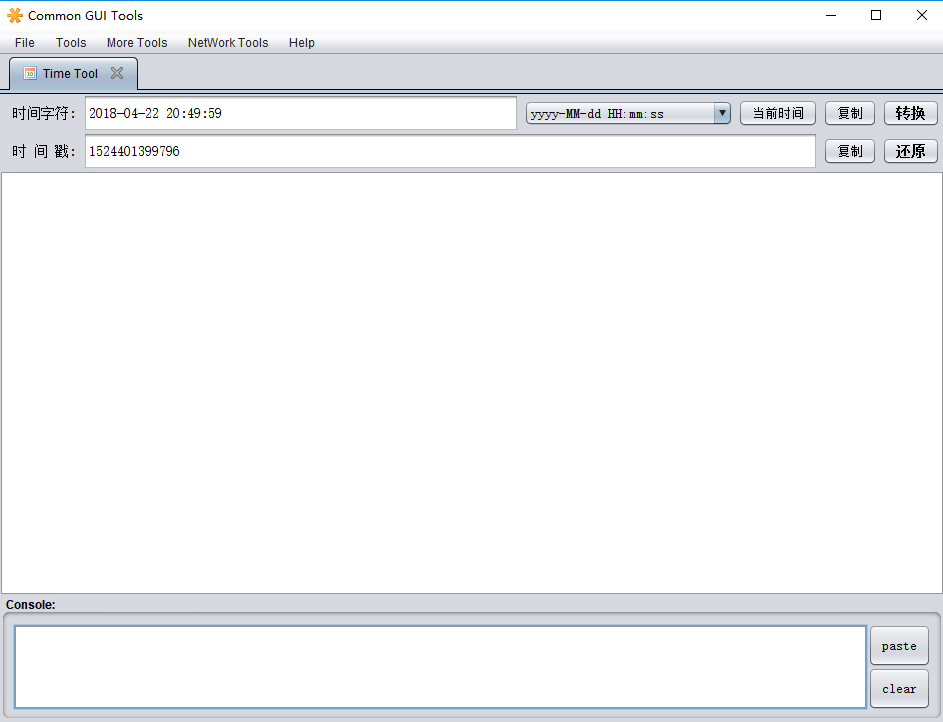 Common GUI Tools
File Tools More Tools NetWork Tools Help
Time Tool
时间字符: 2018-04-22 20:49:59 yyyy-MM-dd HH:mm:ss 当前时间 复制 转换
时 间 戳: 1524401399796 复制 还原
Console:
paste
clear